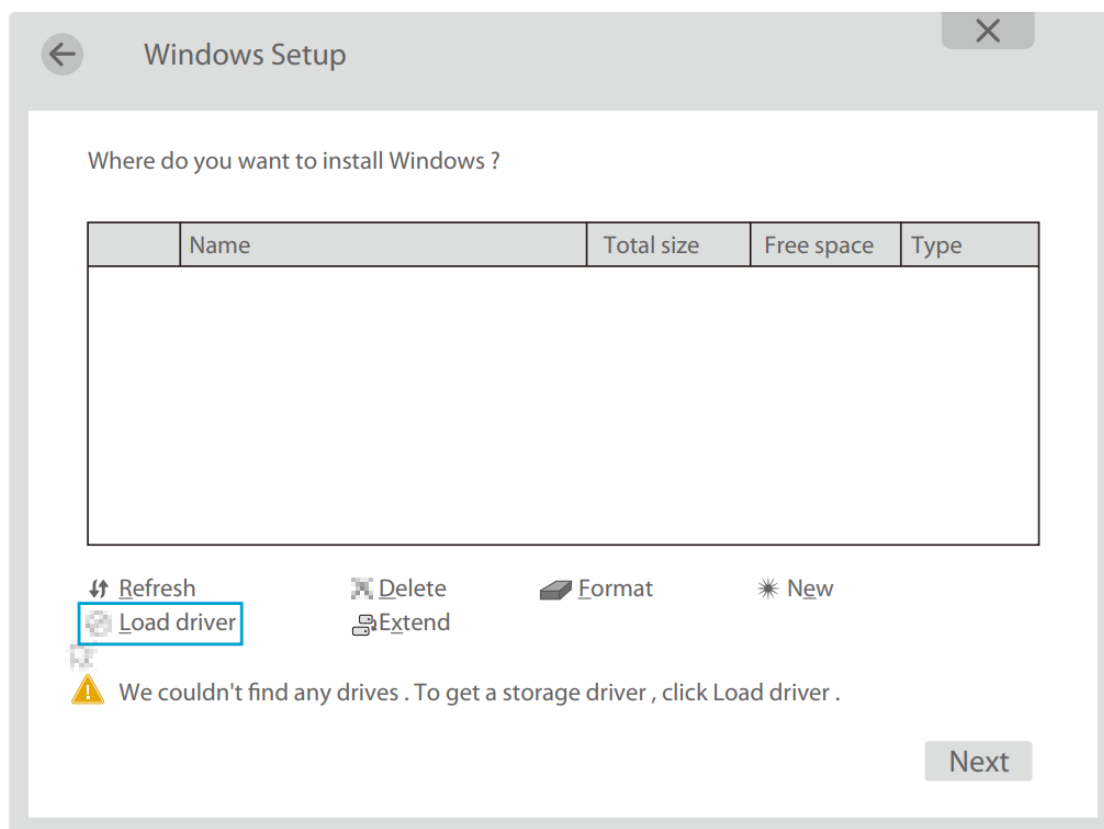 Windows Setup
Where do you want to install Windows ?
Name Total size Free space Type
Refresh Delete Format New
Load driver Extend
We couldn't find any drives . To get a storage driver , click Load driver .
Next